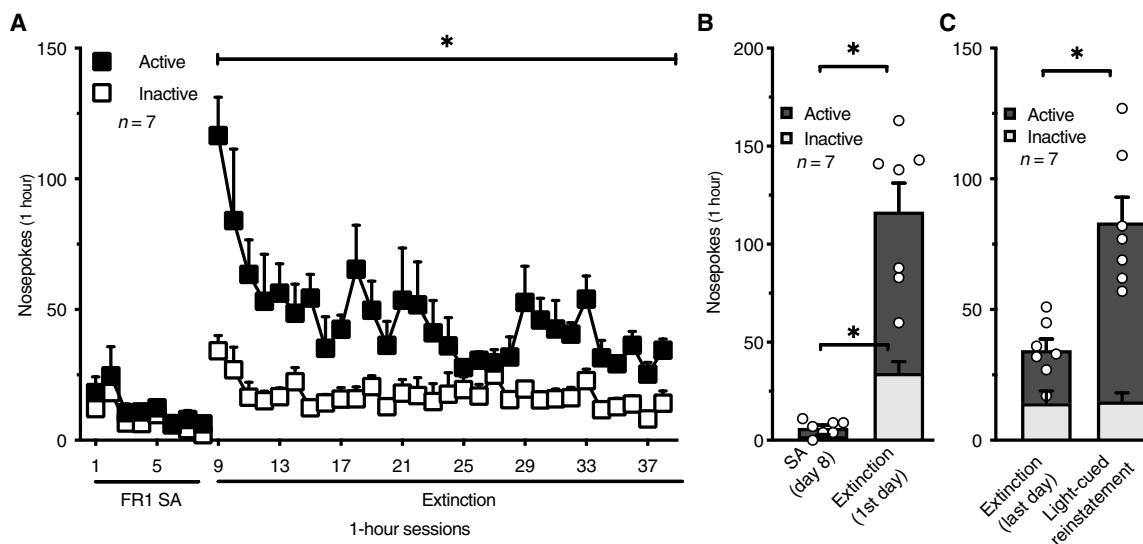 A
150
100
50
0
Nosepokes (1 hour)
Active
Inactive
n = 7
*
1 5 9 13 17 21 25 29 33 37
FR1 SA
Extinction
1-hour sessions
B
200
150
100
50
0
Nosepokes (1 hour)
*
Active
Inactive
n = 7
*
SA
(day 8)
Extinction
(1st day)
C
150
100
50
0
*
Active
Inactive
n = 7
Extinction
(last day)
Light-cued
reinstatement